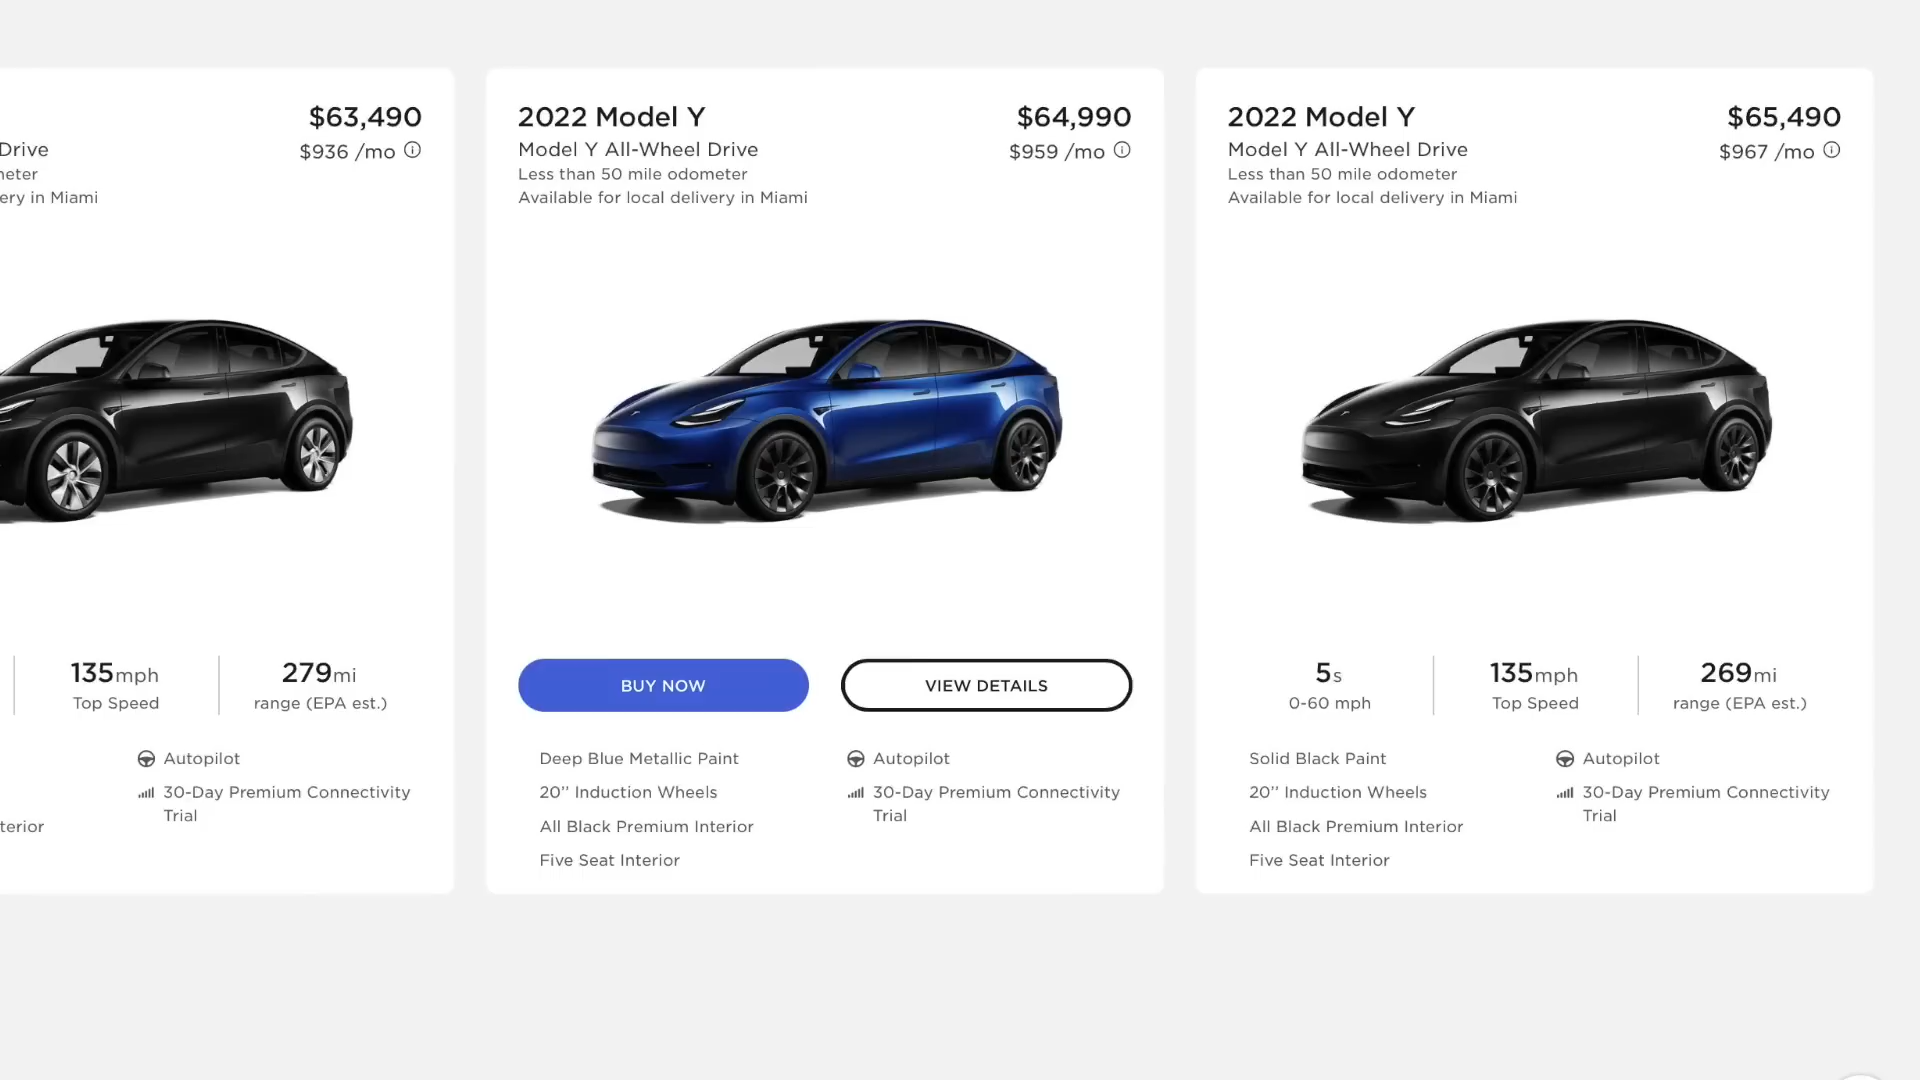 $63,490
Drive
$936 /mo
neter
ery in Miami
135mph
Top Speed
279mi
range (EPA est.)
Autopilot
30-Day Premium Connectivity
Trial
terior
2022 Model Y
$64,990
Model Y All-Wheel Drive
$959 /mo
Less than 50 mile odometer
Available for local delivery in Miami
BUY NOW
VIEW DETAILS
Deep Blue Metallic Paint
20’’ Induction Wheels
All Black Premium Interior
Five Seat Interior
Autopilot
30-Day Premium Connectivity
Trial
2022 Model Y
$65,490
Model Y All-Wheel Drive
$967 /mo
Less than 50 mile odometer
Available for local delivery in Miami
5s
0-60 mph
135mph
Top Speed
269mi
range (EPA est.)
Solid Black Paint
20’’ Induction Wheels
All Black Premium Interior
Five Seat Interior
Autopilot
30-Day Premium Connectivity
Trial